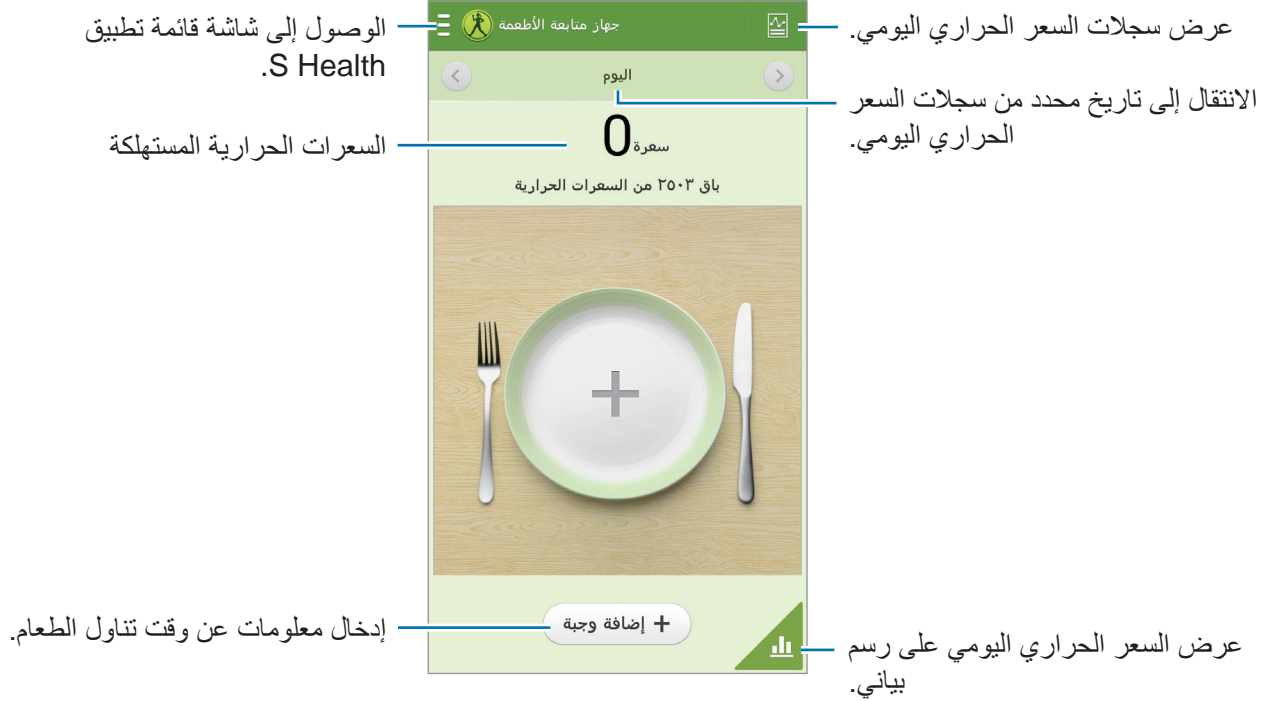 عرض سجلات السعر الحراري اليومي.
الانتقال إلى تاريخ محدد من سجلات السعر
الحراري اليومي.
جهاز متابعة الأطعمة
اليوم
سعرة 0
باق ٢٥٠٣ من السعرات الحرارية
+ إضافة وجبة
الوصول إلى شاشة قائمة تطبيق
S Health.
السعرات الحرارية المستهلكة
إدخال معلومات عن وقت تناول الطعام.
عرض السعر الحراري اليومي على رسم
بياني.